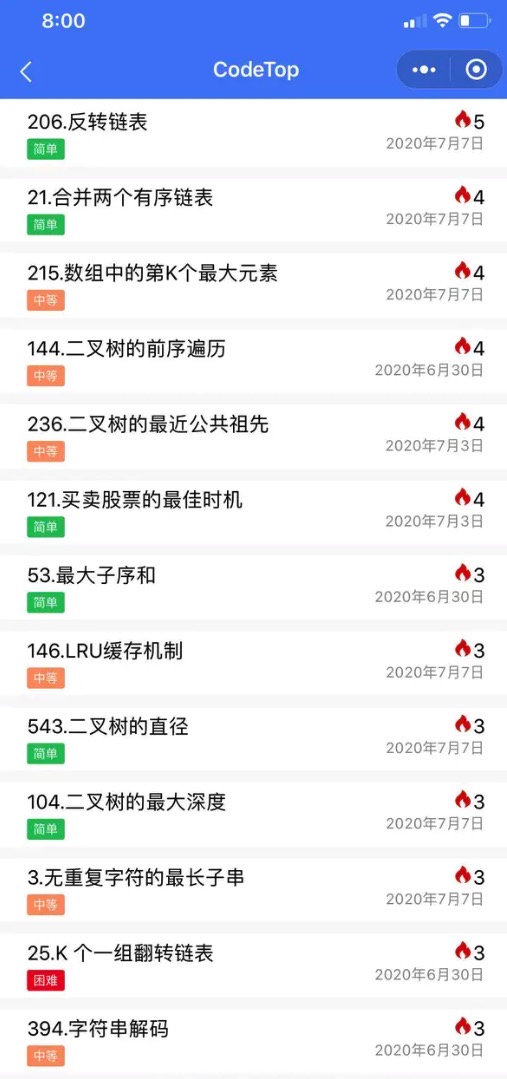 8:00
CodeTop
206.反转链表
5
简单
2020年7月7日
21.合并两个有序链表
4
简单
2020年7月7日
215.数组中的第K个最大元素
4
中等
2020年7月7日
144.二叉树的前序遍历
4
中等
2020年6月30日
236.二叉树的最近公共祖先
4
中等
2020年7月3日
121.买卖股票的最佳时机
4
简单
2020年7月3日
53.最大子序和
3
简单
2020年6月30日
146.LRU缓存机制
3
中等
2020年7月7日
543.二叉树的直径
3
简单
2020年7月7日
104.二叉树的最大深度
3
简单
2020年7月7日
3.无重复字符的最长子串
3
中等
2020年7月7日
25.K 个一组翻转链表
3
困难
2020年6月30日
394.字符串解码
3
中等
2020年6月30日